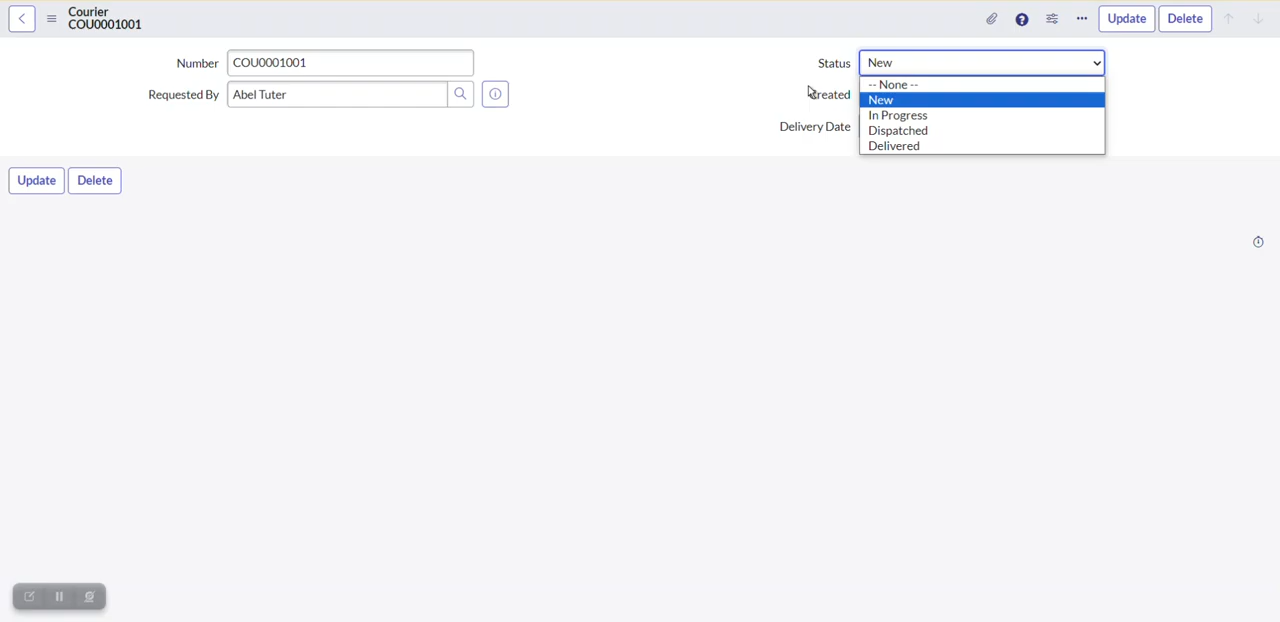 Courier
COU0001001
Update
Delete
Number
COU0001001
Status
New
Requested By
Abel Tuter
Created
Delivery Date
-- None --
New
In Progress
Dispatched
Delivered
Update
Delete